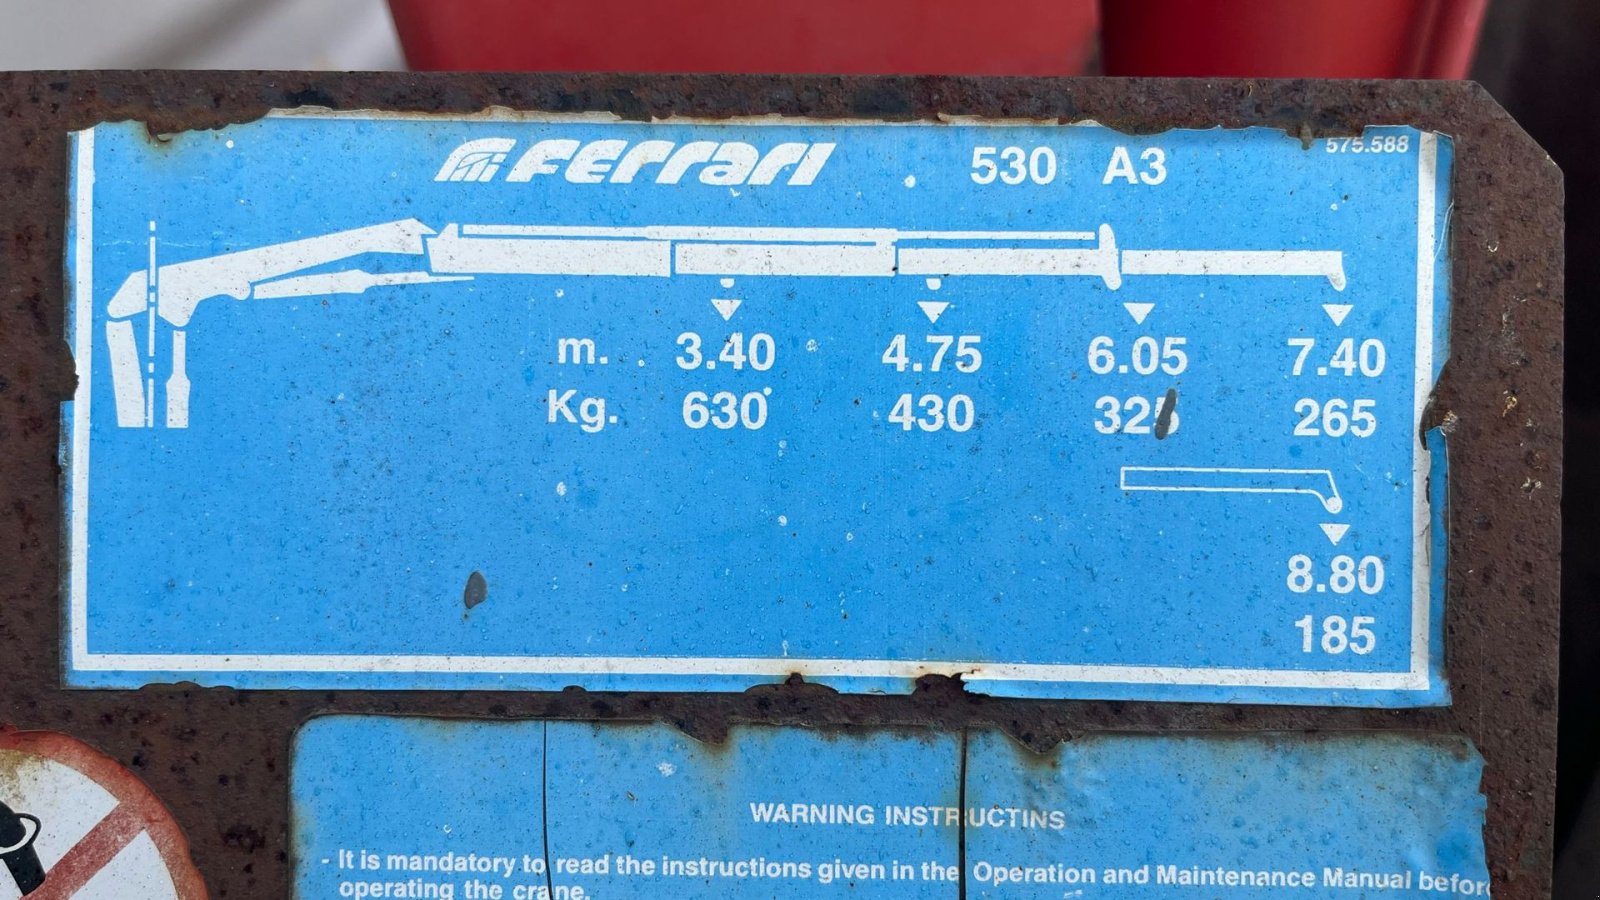 Ferrari 530 A3 575.588
m. 3.40 4.75 6.05 7.40
Kg. 630 430 325 265
8.80
185
WARNING INSTRUCTINS
- It is mandatory to read the instructions given in the Operation and Maintenance Manual before
operating the crane.